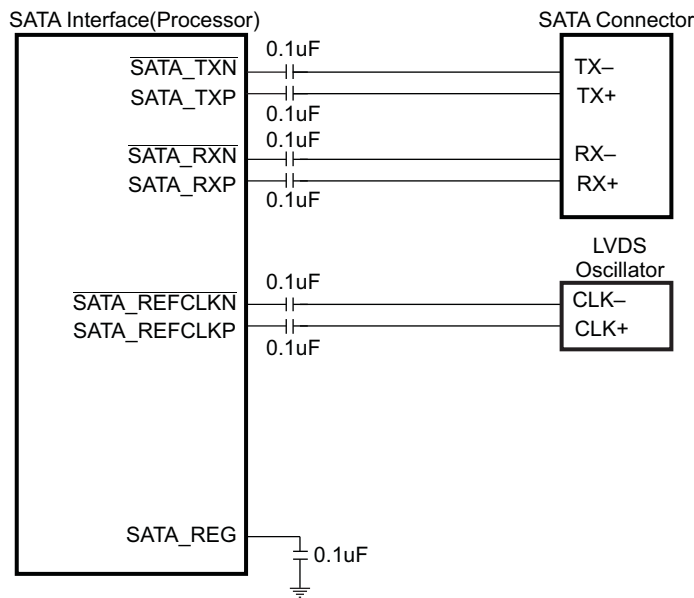 SATA Interface(Processor)
SATA Connector
0.1uF
SATA_TXN
TX–
SATA_TXP
TX+
0.1uF
0.1uF
SATA_RXN
RX–
SATA_RXP
RX+
0.1uF
LVDS
Oscillator
0.1uF
SATA_REFCLKN
CLK–
SATA_REFCLKP
CLK+
0.1uF
SATA_REG
0.1uF